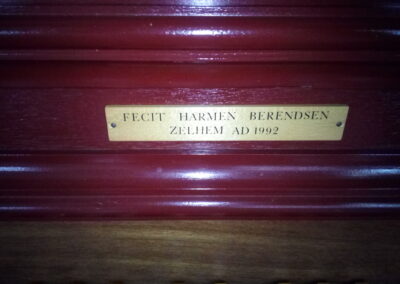 FECIT HARMEN BERENDSEN
ZELHEM AD 1992